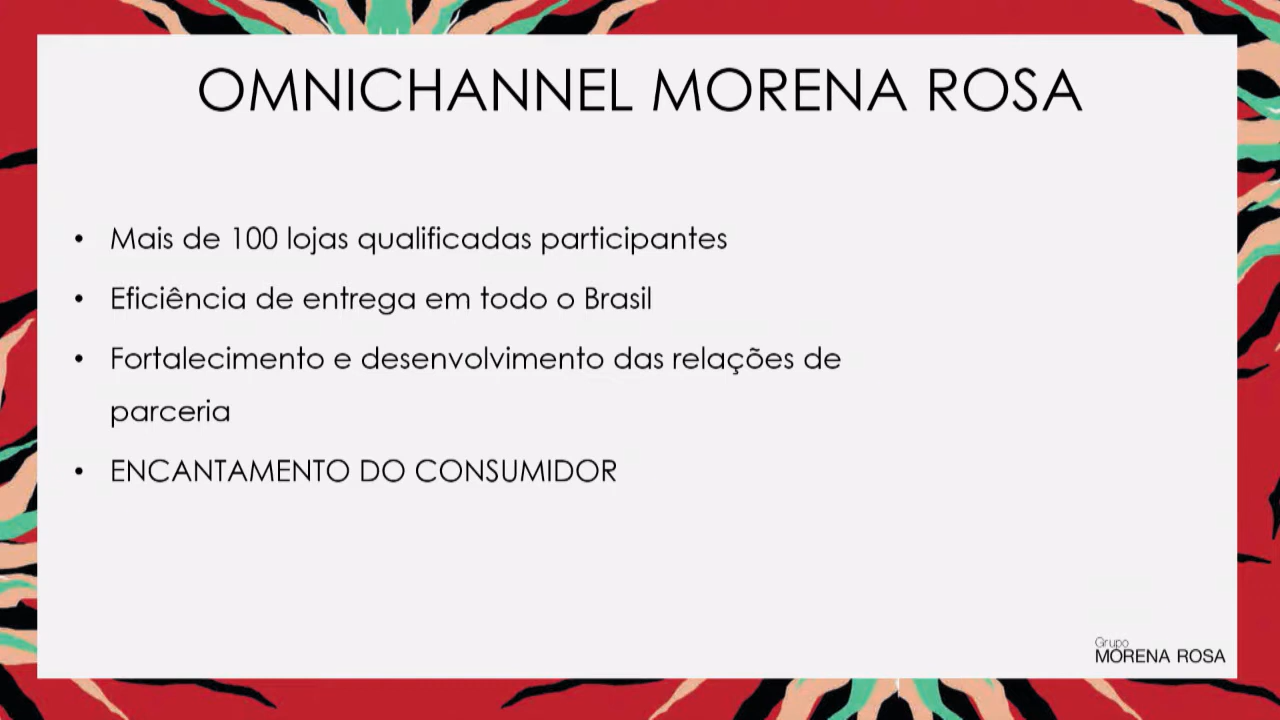 OMNICHANNEL MORENA ROSA
• Mais de 100 lojas qualificadas participantes
• Eficiência de entrega em todo o Brasil
• Fortalecimento e desenvolvimento das relações de
parceria
• ENCANTAMENTO DO CONSUMIDOR
Grupo
MORENA ROSA